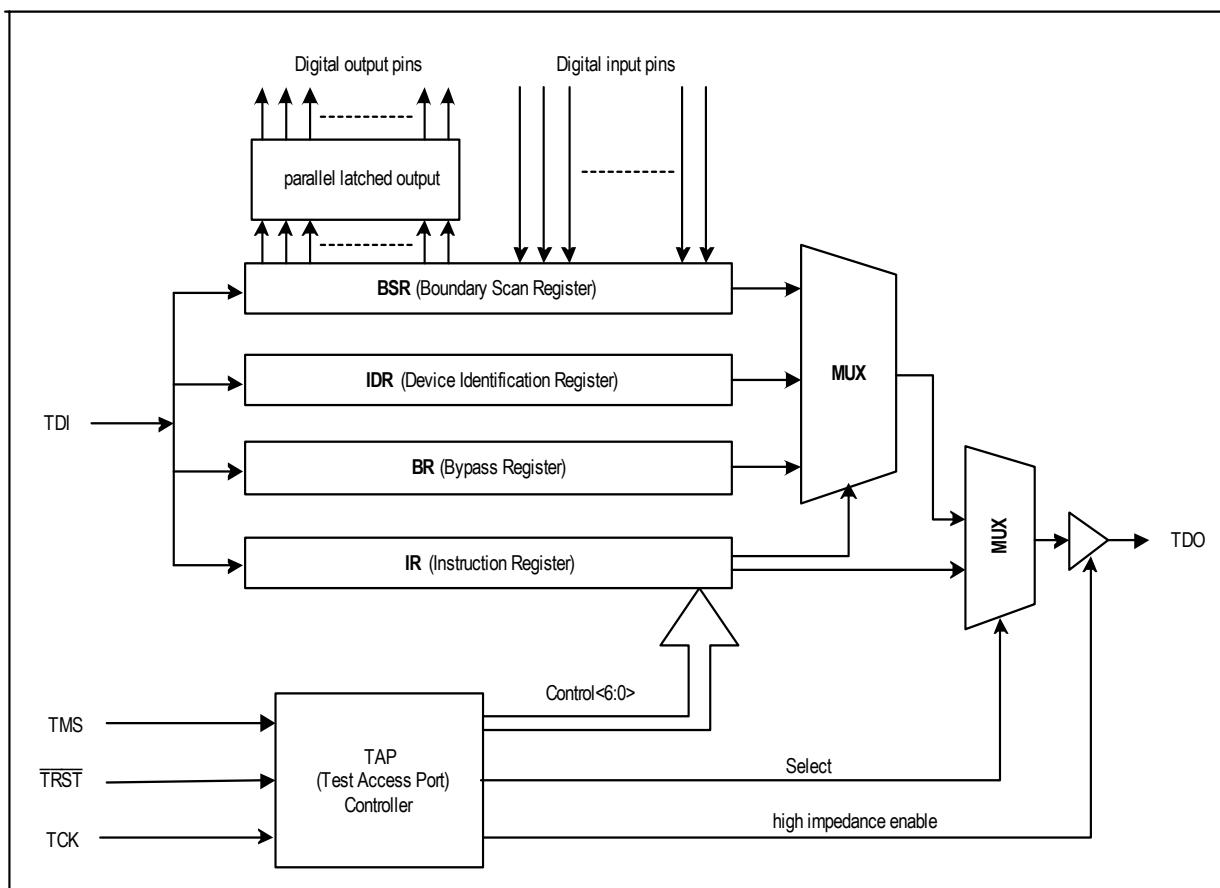 Digital output pins
Digital input pins
parallel latched output
BSR (Boundary Scan Register)
IDR (Device Identification Register)
MUX
TDI
BR (Bypass Register)
MUX
TDO
IR (Instruction Register)
Control<6:0>
TMS
TAP
(Test Access Port)
Controller
TRST
Select
TCK
high impedance enable